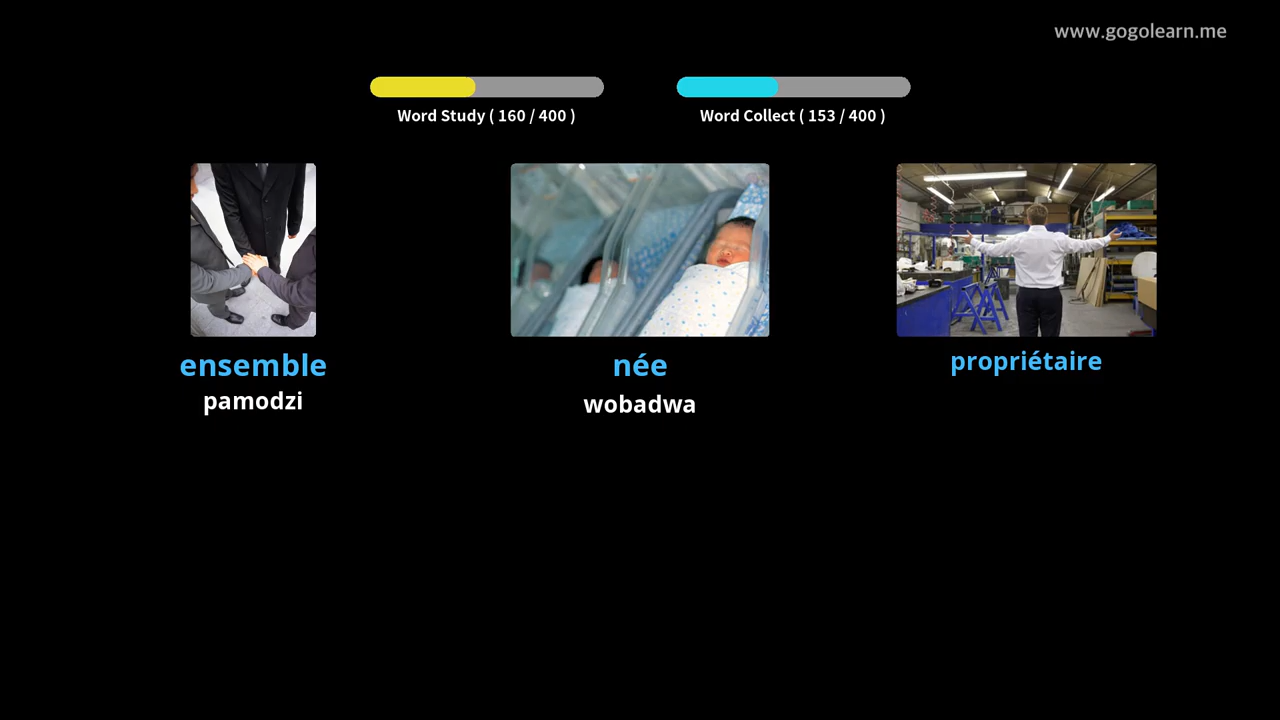 www.gogolearn.me
Word Study ( 160 / 400 )
Word Collect ( 153 / 400 )
ensemble
pamodzi
née
wobadwa
propriétaire